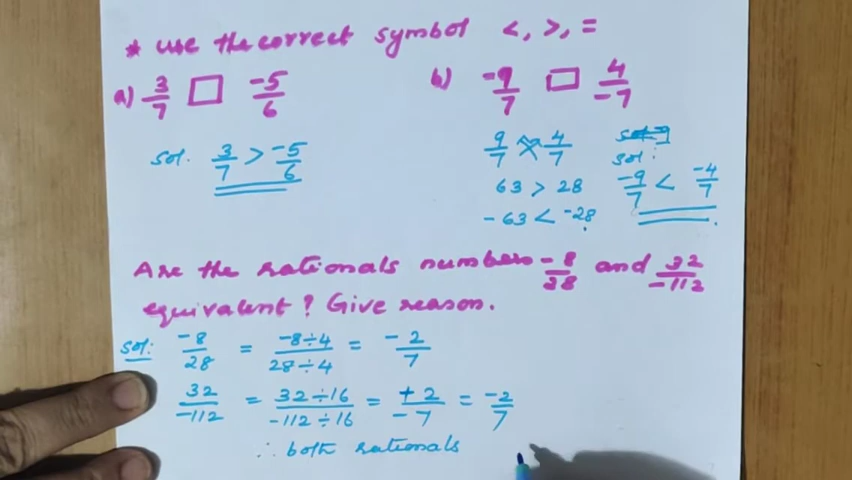 * use the correct symbol <, >, =
a) 3/7 □ -5/6
b) -9/7 □ 4/-7
sol. 3/7 > -5/6
9/7 × 4/7
63 > 28
-63 < -28.
sol:
-9/7 < -4/7.
Are the rationals numbers -8/28 and 32/-112
equivalent? Give reason.
sol: -8/28 = -8÷4/28÷4 = -2/7
32/-112 = 32÷16/-112÷16 = +2/-7 = -2/7
∴ both rationals